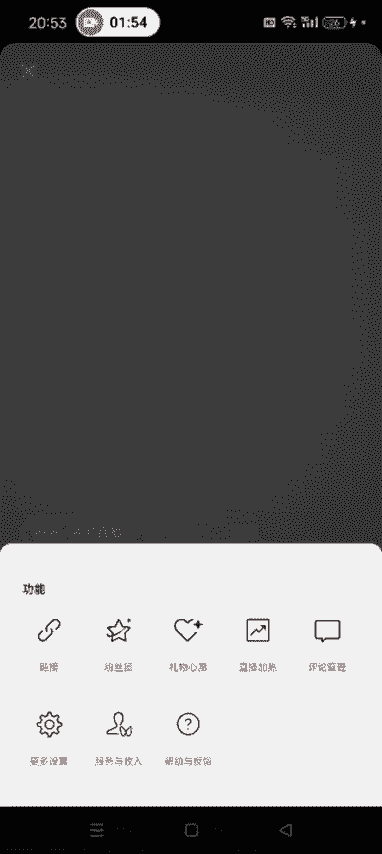 20:53
01:54
功能
链接
粉丝团
礼物心愿
直播加热
评论管理
更多设置
服务与收入
帮助与反馈